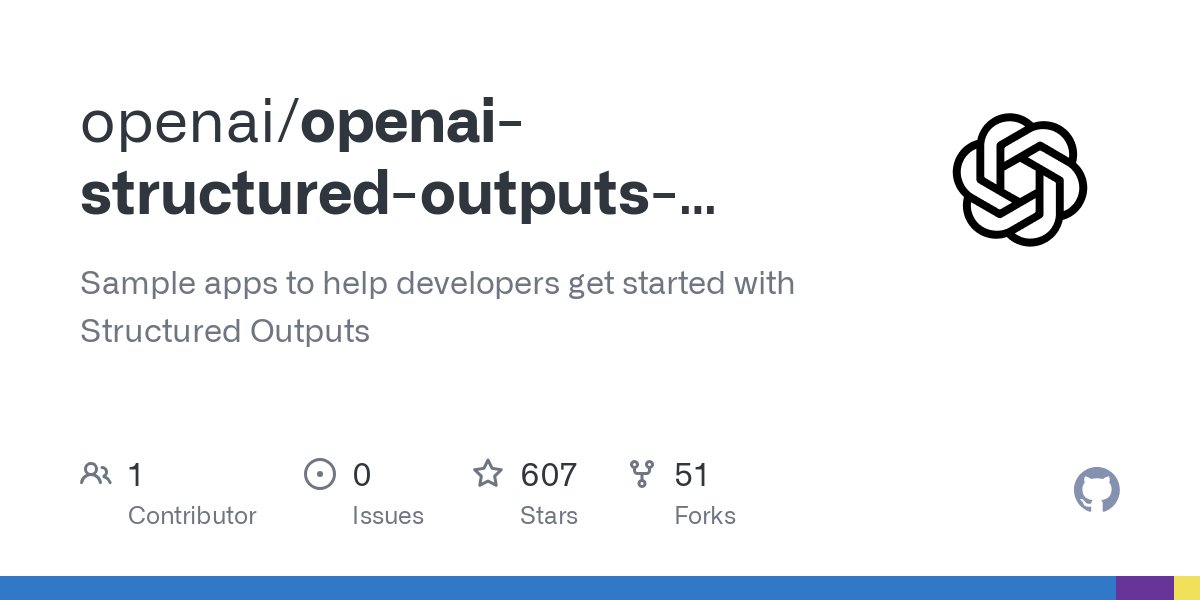 openai/openai-
structured-outputs-...
Sample apps to help developers get started with
Structured Outputs
1
Contributor
0
Issues
607
Stars
51
Forks